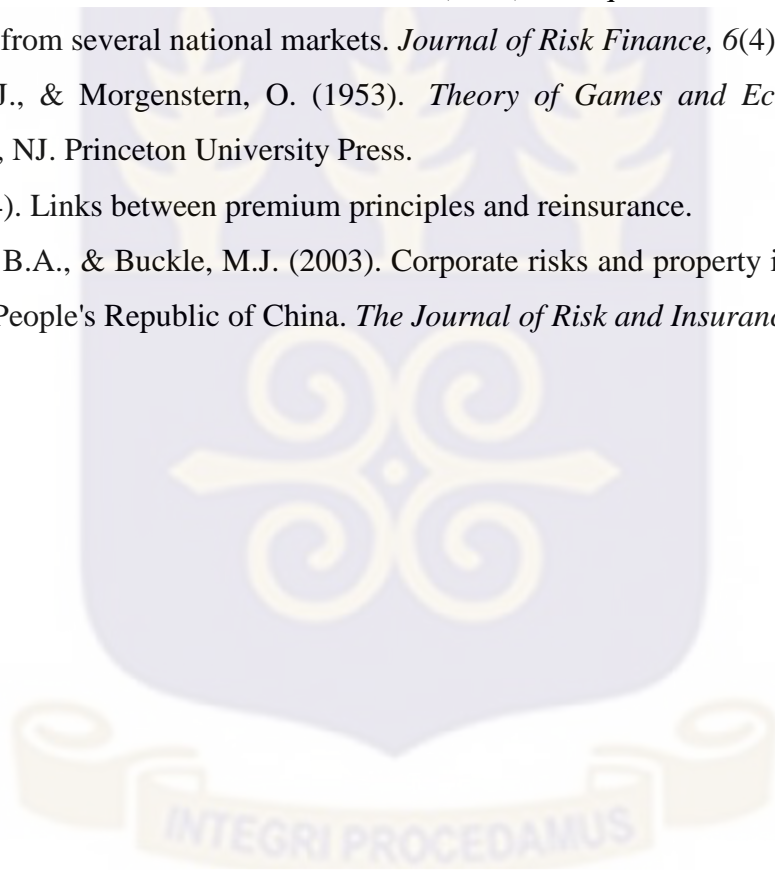 from several national markets. Journal of Risk Finance, 6(4)
J., & Morgenstern, O. (1953). Theory of Games and Ec
, NJ. Princeton University Press.
). Links between premium principles and reinsurance.
B.A., & Buckle, M.J. (2003). Corporate risks and property i
People's Republic of China. The Journal of Risk and Insuranc
INTEGRI PROCEDAMUS